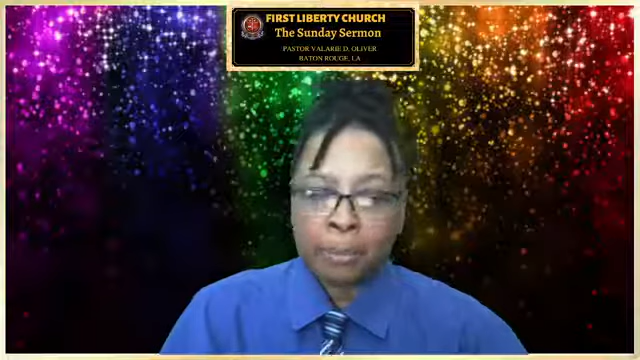 FIRST LIBERTY CHURCH
The Sunday Sermon
PASTOR VALARIE D. OLIVER
BATON ROUGE, LA